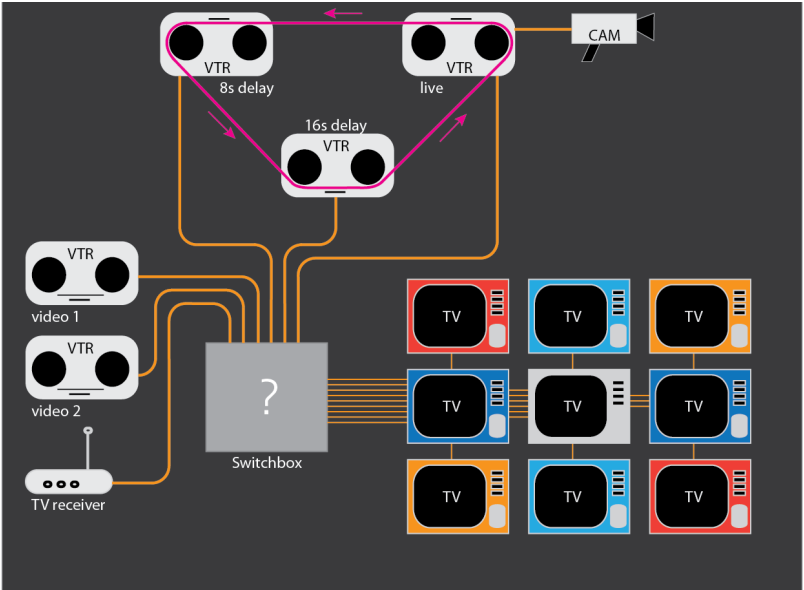 CAM
VTR
8s delay
VTR
live
16s delay
VTR
VTR
video 1
VTR
video 2
TV receiver
?
Switchbox
TV
TV
TV
TV
TV
TV
TV
TV
TV